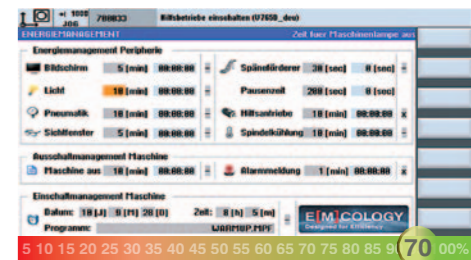 JOG 700033 Hilfsbetriebe einschalten (U7650_dev)
ENERGIEMANAGEMENT Zeit fuer Maschinenlampe aus
Energiemanagement Peripherie
Bildschirm 5 [min] 00:00:00 Späneförderer 30 [sec] 0 [sec]
Licht 10 [min] 00:00:00 Pausenzeit 200 [sec] 0 [sec]
Pneumatik 10 [min] 00:00:00 Hilfsantriebe 10 [min] 00:00:00
Sichtfenster 5 [min] 00:00:00 Spindelkühlung 10 [min] 00:00:00
Ausschaltmanagement Maschine
Maschine aus 10 [min] 00:00:00 Alarmmeldung 1 [min] 00:00:00
Einschaltmanagement Maschine
Datum: Zeit: 8 [h] 5 [m]
Programm: WARMUP.MPF
E[M]COLOGY
Designed for Efficiency
5 10 15 20 25 30 35 40 45 50 55 60 65 70 75 80 85 9 70 00%